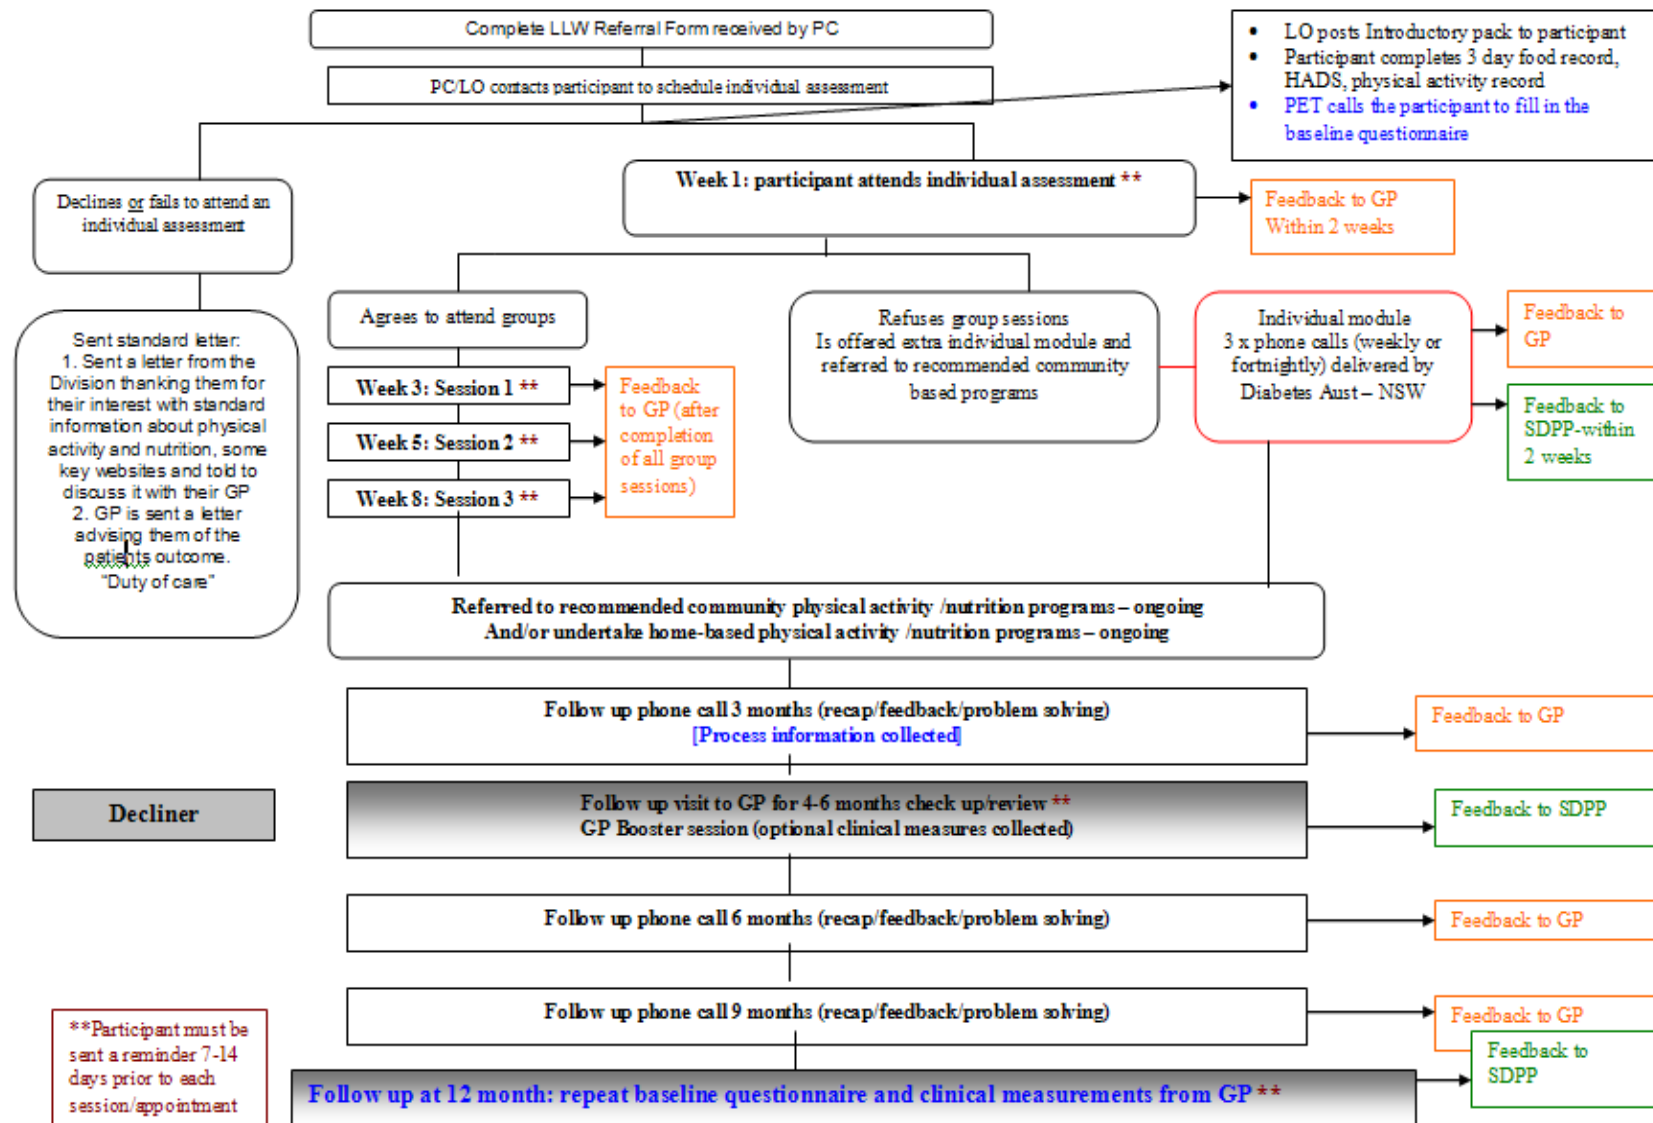 Complete LLW Referral Form received by PC
PC/LO contacts participant to schedule individual assessment
• LO posts Introductory pack to participant
• Participant completes 3 day food record,
HADS, physical activity record
• PET calls the participant to fill in the
baseline questionnaire
Declines or fails to attend an
individual assessment
Week 1: participant attends individual assessment **
Feedback to GP
Within 2 weeks
Sent standard letter:
1. Sent a letter from the
Division thanking them for
their interest with standard
information about physical
activity and nutrition, some
key websites and told to
discuss it with their GP
2. GP is sent a letter
advising them of the
patients outcome.
"Duty of care"
Agrees to attend groups
Week 3: Session 1 **
Week 5: Session 2 **
Week 8: Session 3 **
Feedback
to GP (after
completion
of all group
sessions)
Refuses group sessions
Is offered extra individual module and
referred to recommended community
based programs
Individual module
3 x phone calls (weekly or
fortnightly) delivered by
Diabetes Aust – NSW
Feedback to
GP
Feedback to
SDPP-within
2 weeks
Referred to recommended community physical activity /nutrition programs – ongoing
And/or undertake home-based physical activity /nutrition programs – ongoing
Follow up phone call 3 months (recap/feedback/problem solving)
[Process information collected]
Feedback to GP
Decliner
Follow up visit to GP for 4-6 months check up/review **
GP Booster session (optional clinical measures collected)
Feedback to SDPP
Follow up phone call 6 months (recap/feedback/problem solving)
Feedback to GP
Follow up phone call 9 months (recap/feedback/problem solving)
Feedback to GP
**Participant must be
sent a reminder 7-14
days prior to each
session/appointment
Follow up at 12 month: repeat baseline questionnaire and clinical measurements from GP **
Feedback to
SDPP